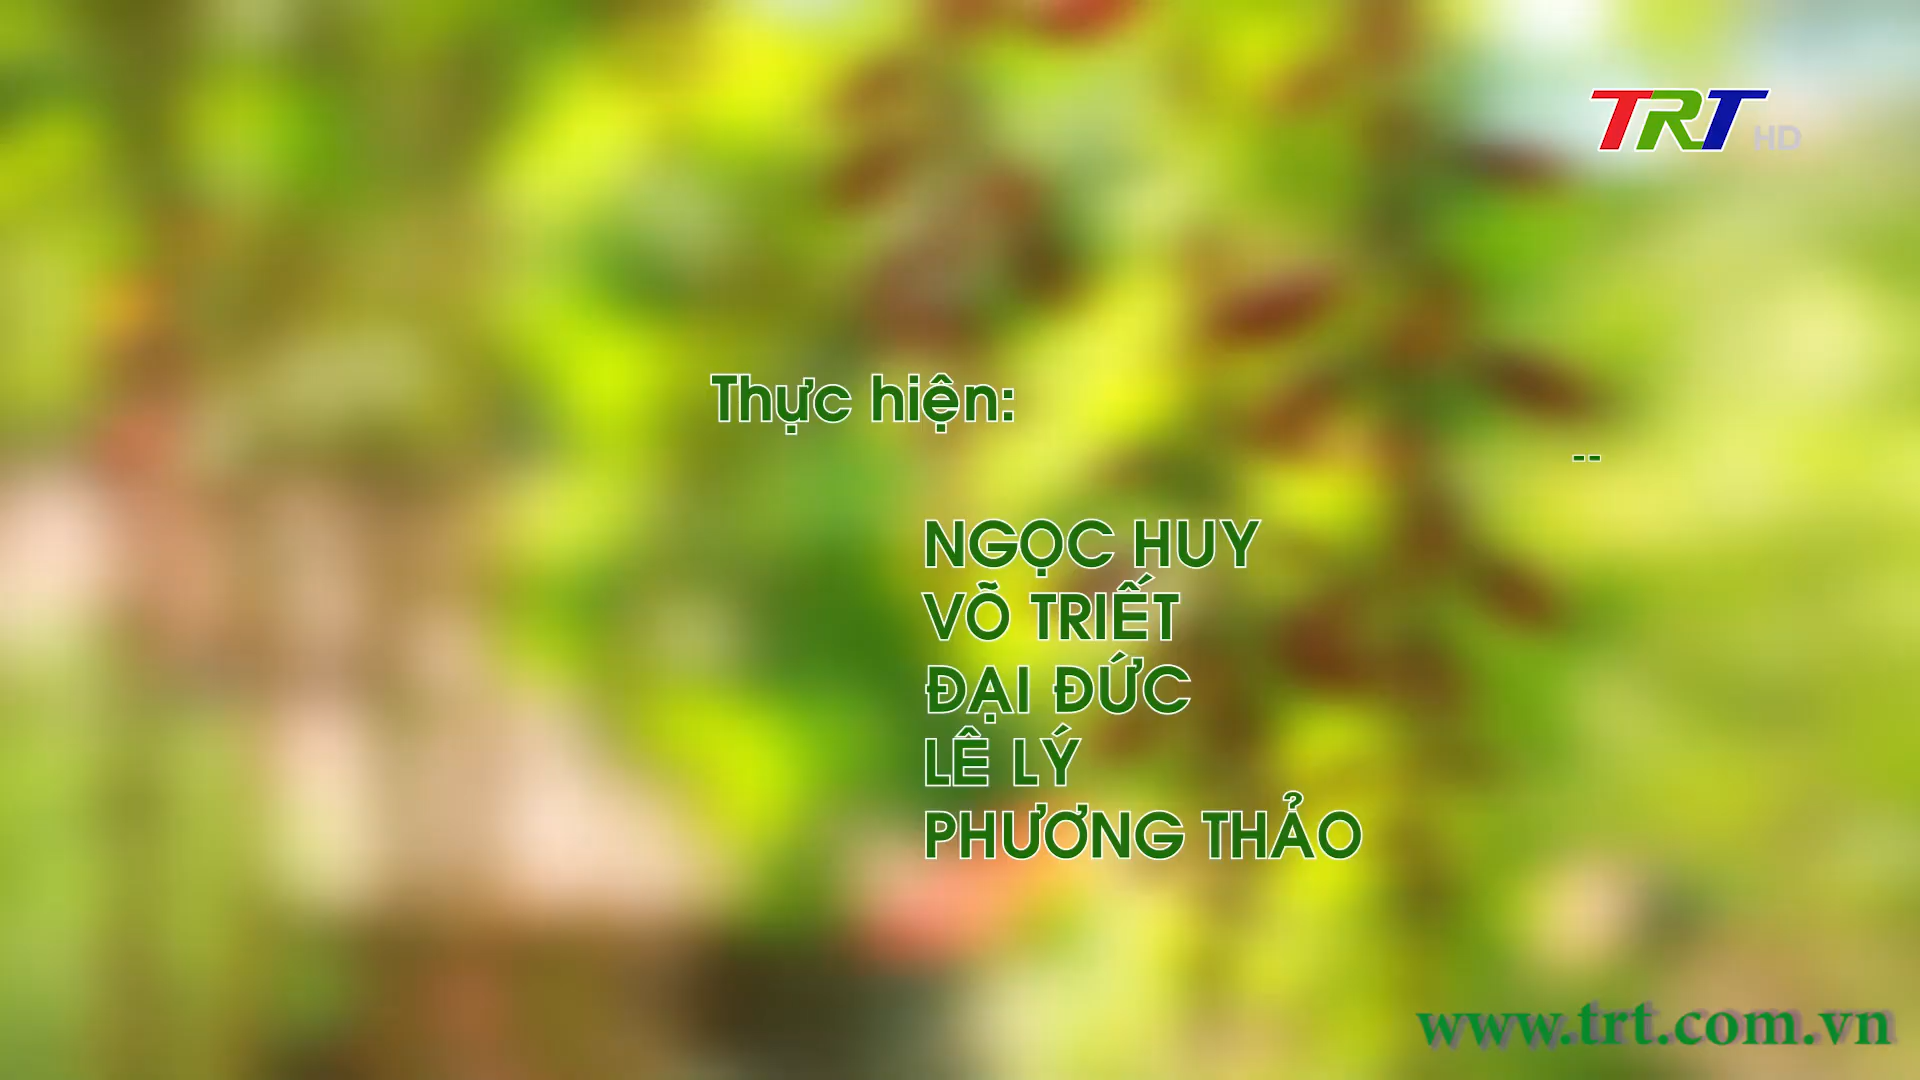 TRT HD
Thực hiện:
--
NGỌC HUY
VÕ TRIẾT
ĐẠI ĐỨC
LÊ LÝ
PHƯƠNG THẢO
www.trt.com.vn